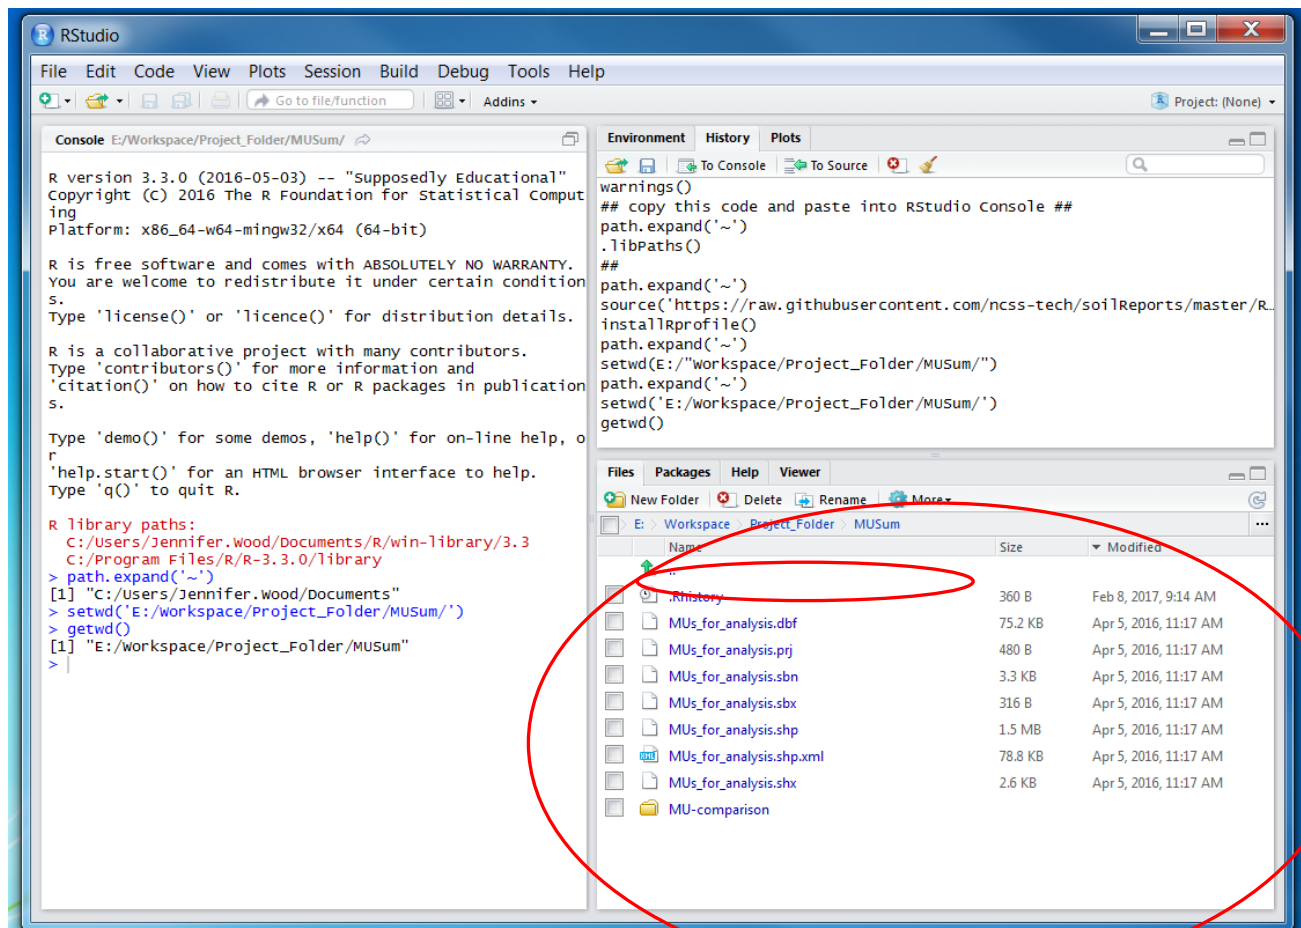 RStudio
File Edit Code View Plots Session Build Debug Tools Help
Go to file/function Addins Project: (None)
Console E:/Workspace/Project_Folder/MUSum/
R version 3.3.0 (2016-05-03) -- "Supposedly Educational"
Copyright (C) 2016 The R Foundation for Statistical Comput
ing
Platform: x86_64-w64-mingw32/x64 (64-bit)
R is free software and comes with ABSOLUTELY NO WARRANTY.
You are welcome to redistribute it under certain condition
s.
Type 'license()' or 'licence()' for distribution details.
R is a collaborative project with many contributors.
Type 'contributors()' for more information and
'citation()' on how to cite R or R packages in publication
s.
Type 'demo()' for some demos, 'help()' for on-line help, o
r
'help.start()' for an HTML browser interface to help.
Type 'q()' to quit R.
R library paths:
C:/Users/Jennifer.Wood/Documents/R/win-library/3.3
C:/Program Files/R/R-3.3.0/library
> path.expand('~')
[1] "C:/Users/Jennifer.Wood/Documents"
> setwd('E:/Workspace/Project_Folder/MUSum/')
> getwd()
[1] "E:/Workspace/Project_Folder/MUSum"
>
Environment History Plots
To Console To Source
warnings()
## copy this code and paste into RStudio Console ##
path.expand('~')
.libPaths()
##
path.expand('~')
source('https://raw.githubusercontent.com/ncss-tech/soilReports/master/R…
installRprofile()
path.expand('~')
setwd(E:/"Workspace/Project_Folder/MUSum/")
path.expand('~')
setwd('E:/Workspace/Project_Folder/MUSum/')
getwd()
Files Packages Help Viewer
New Folder Delete Rename More
E: > Workspace > Project_Folder > MUSum ...
Name Size Modified
..
.Rhistory 360 B Feb 8, 2017, 9:14 AM
MUs_for_analysis.dbf 75.2 KB Apr 5, 2016, 11:17 AM
MUs_for_analysis.prj 480 B Apr 5, 2016, 11:17 AM
MUs_for_analysis.sbn 3.3 KB Apr 5, 2016, 11:17 AM
MUs_for_analysis.sbx 316 B Apr 5, 2016, 11:17 AM
MUs_for_analysis.shp 1.5 MB Apr 5, 2016, 11:17 AM
MUs_for_analysis.shp.xml 78.8 KB Apr 5, 2016, 11:17 AM
MUs_for_analysis.shx 2.6 KB Apr 5, 2016, 11:17 AM
MU-comparison